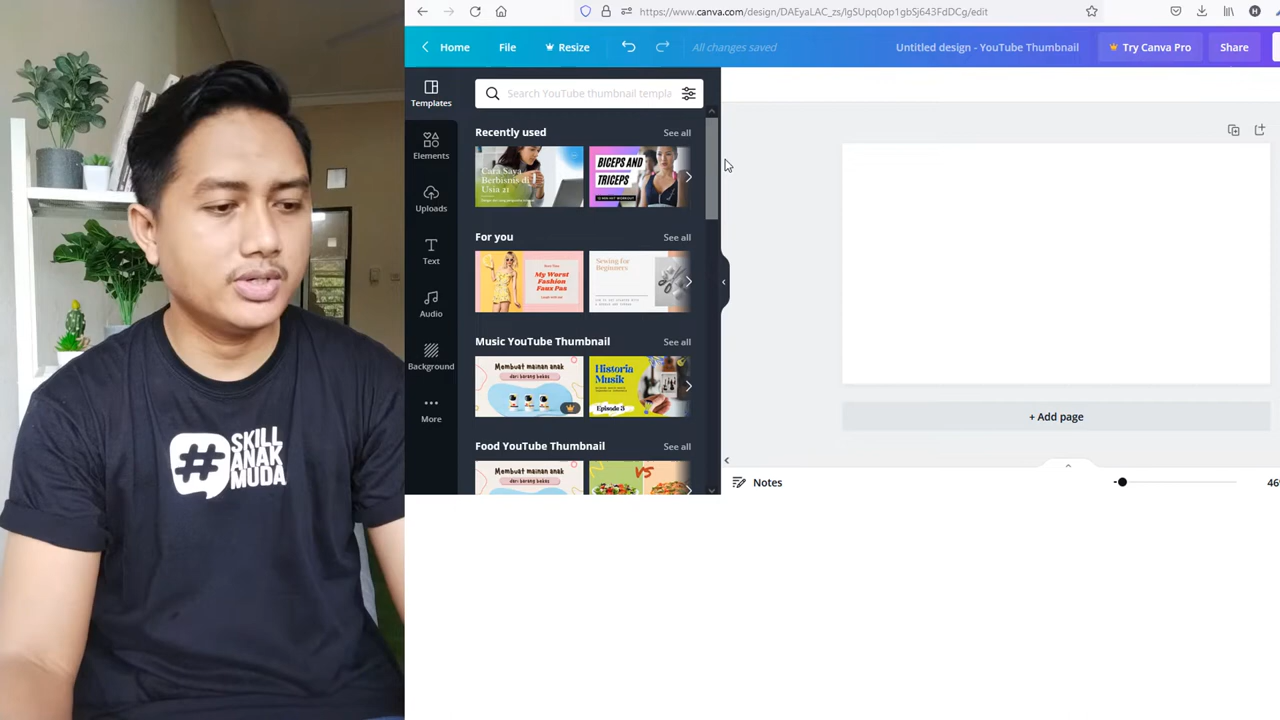 https://www.canva.com/design/DAEyaLAC_zs/lgSUpq0op1gbSj643FdDCg/edit
Home File Resize All changes saved Untitled design - YouTube Thumbnail Try Canva Pro Share
Templates
Elements
Uploads
Text
Audio
Background
More
Search YouTube thumbnail templa
Recently used See all
Cara Saya
Berbisnis di
Usia 21
BICEPS AND
TRICEPS
For you See all
My Worst
Fashion
Faux Pas
Sewing for
Beginners
Music YouTube Thumbnail See all
Membuat mainan anak
dari barang bekas
Historia
Musik
Episode 3
Food YouTube Thumbnail See all
Membuat mainan anak
VS
+ Add page
Notes
46
#SKILL
ANAK
MUDA